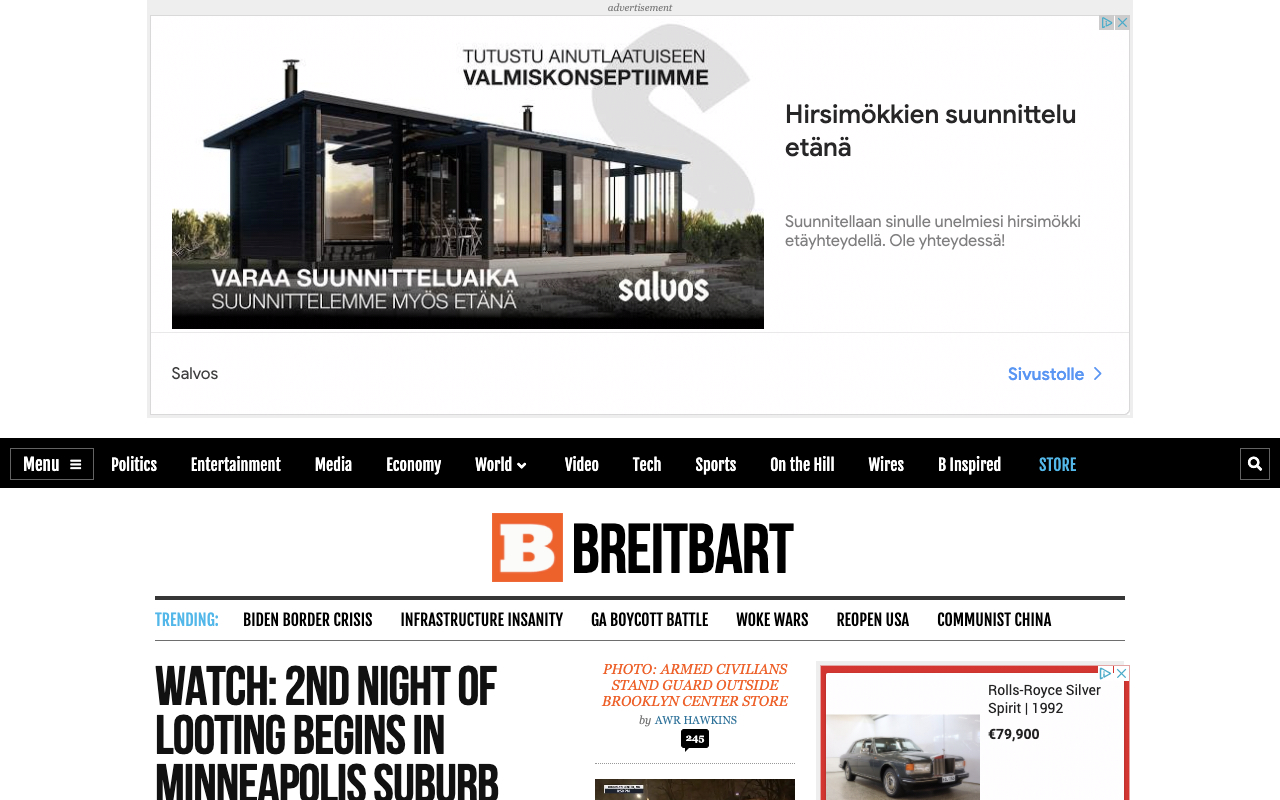 advertisement
TUTUSTU AINUTLAATUISEEN
VALMISKONSEPTIIMME
VARAA SUUNNITTELUAIKA
SUUNNITTELEMME MYÖS ETÄNÄ
salvos
Hirsimökkien suunnittelu
etänä
Suunnitellaan sinulle unelmiesi hirsimökki
etäyhteydellä. Ole yhteydessä!
Salvos
Sivustolle
Menu Politics Entertainment Media Economy World Video Tech Sports On the Hill Wires B Inspired STORE
B BREITBART
TRENDING: BIDEN BORDER CRISIS INFRASTRUCTURE INSANITY GA BOYCOTT BATTLE WOKE WARS REOPEN USA COMMUNIST CHINA
WATCH: 2ND NIGHT OF
LOOTING BEGINS IN
MINNEAPOLIS SUBURB
PHOTO: ARMED CIVILIANS
STAND GUARD OUTSIDE
BROOKLYN CENTER STORE
by AWR HAWKINS
245
Rolls-Royce Silver
Spirit | 1992
€79,900